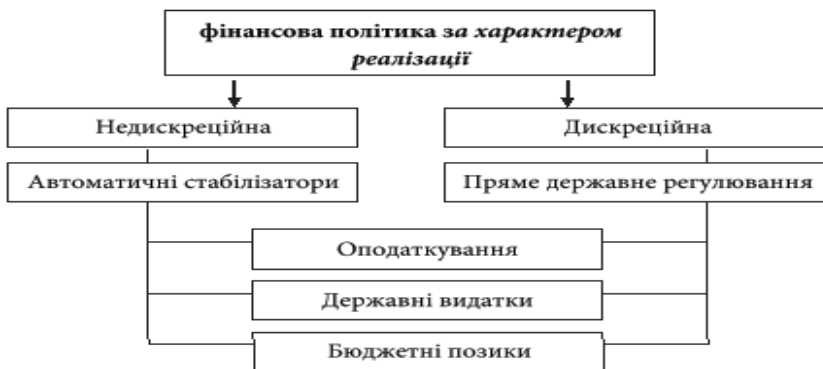 фінансова політика за характером
реалізації
Недискреційна
Дискреційна
Автоматичні стабілізатори
Пряме державне регулювання
Оподаткування
Державні видатки
Бюджетні позики